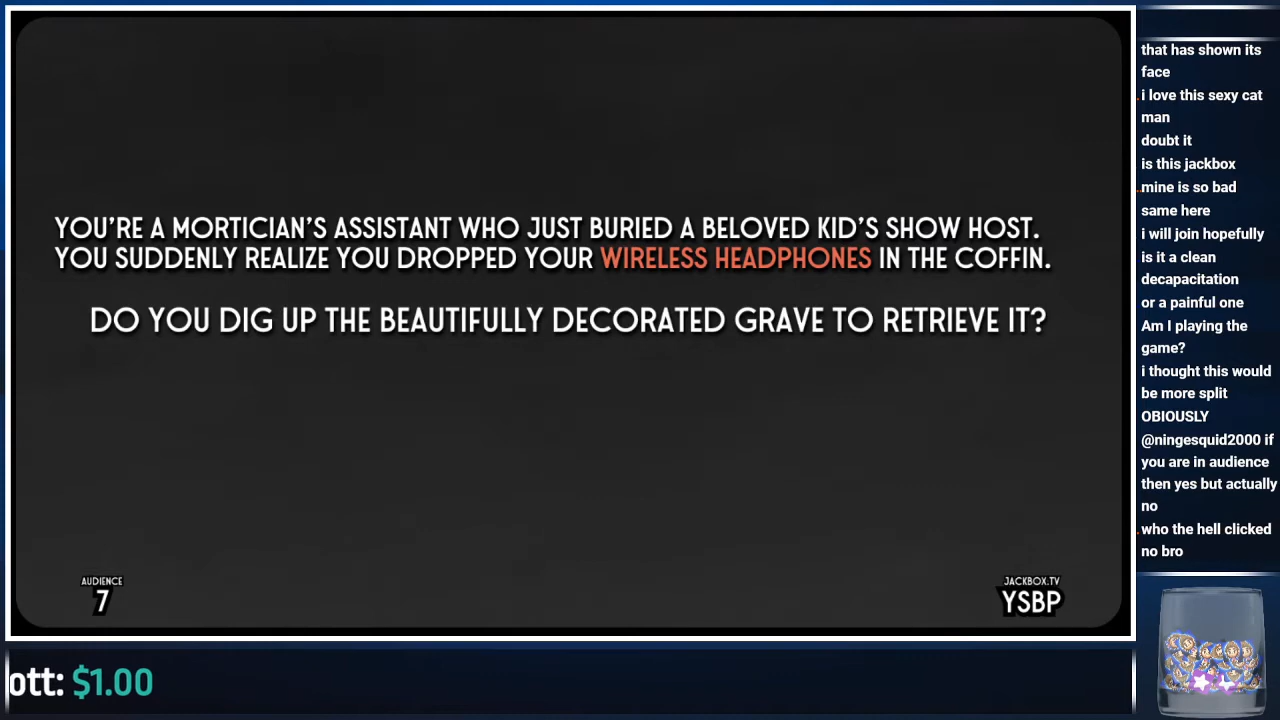 YOU'RE A MORTICIAN'S ASSISTANT WHO JUST BURIED A BELOVED KID'S SHOW HOST.
YOU SUDDENLY REALIZE YOU DROPPED YOUR WIRELESS HEADPHONES IN THE COFFIN.
DO YOU DIG UP THE BEAUTIFULLY DECORATED GRAVE TO RETRIEVE IT?
AUDIENCE
7
JACKBOX.TV
YSBP
ott: $1.00
that has shown its
face
i love this sexy cat
man
doubt it
is this jackbox
mine is so bad
same here
i will join hopefully
is it a clean
decapitation
or a painful one
Am I playing the
game?
i thought this would
be more split
OBIOUSLY
@ningesquid2000 if
you are in audience
then yes but actually
no
who the hell clicked
no bro